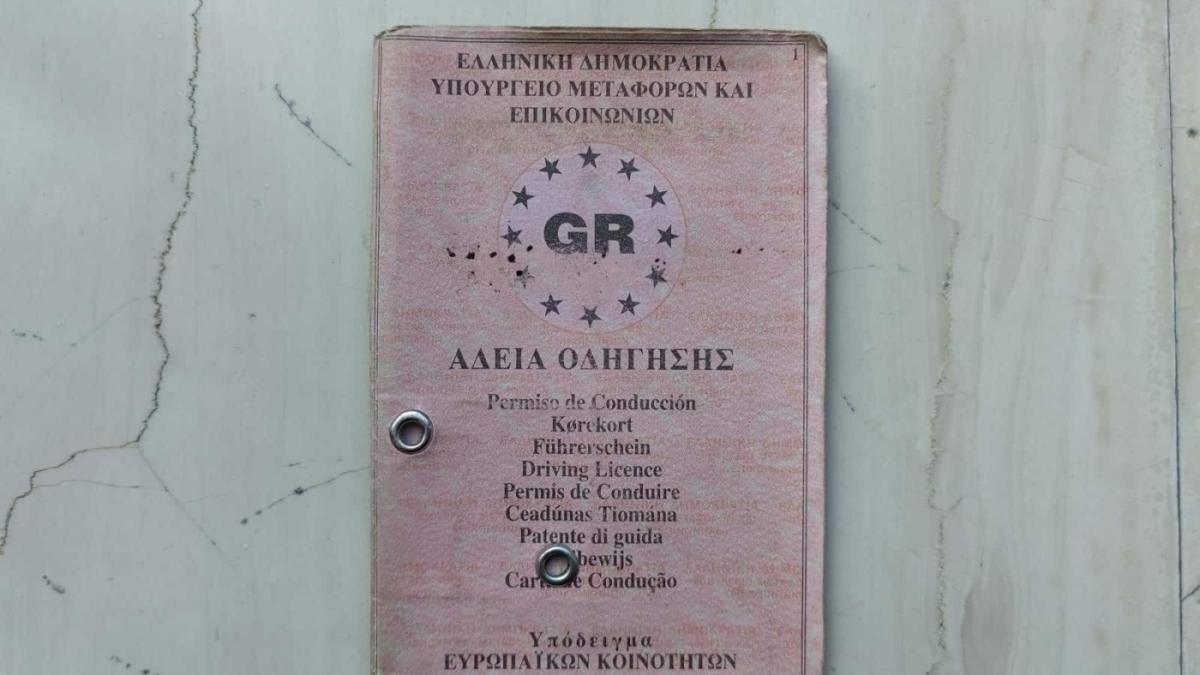 1
ΕΛΛΗΝΙΚΗ ΔΗΜΟΚΡΑΤΙΑ
ΥΠΟΥΡΓΕΙΟ ΜΕΤΑΦΟΡΩΝ ΚΑΙ
ΕΠΙΚΟΙΝΩΝΙΩΝ
GR
ΑΔΕΙΑ ΟΔΗΓΗΣΗΣ
Permiso de Conducción
Kørekort
Führerschein
Driving Licence
Permis de Conduire
Ceadúnas Tiomána
Patente di guida
de Condução
Υπόδειγμα
ΕΥΡΩΠΑΪΚΩΝ ΚΟΙΝΟΤΗΤΩΝ